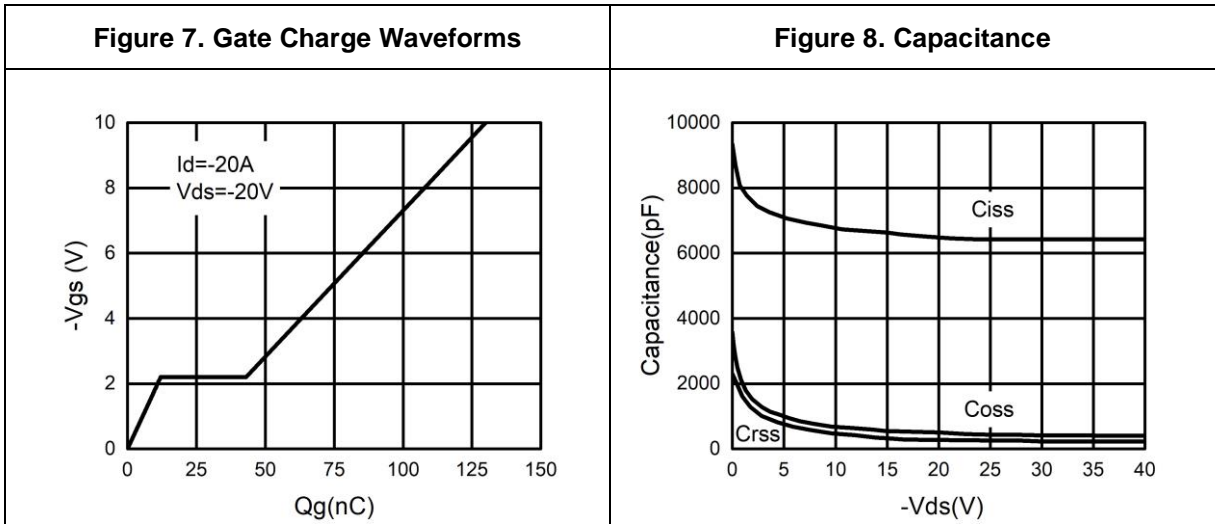 Figure 7. Gate Charge Waveforms
Figure 8. Capacitance
10
8
6
4
2
0
-Vgs (V)
Id=-20A
Vds=-20V
0 25 50 75 100 125 150
Qg(nC)
10000
8000
6000
4000
2000
0
Capacitance(pF)
Ciss
Coss
Crss
0 5 10 15 20 25 30 35 40
-Vds(V)